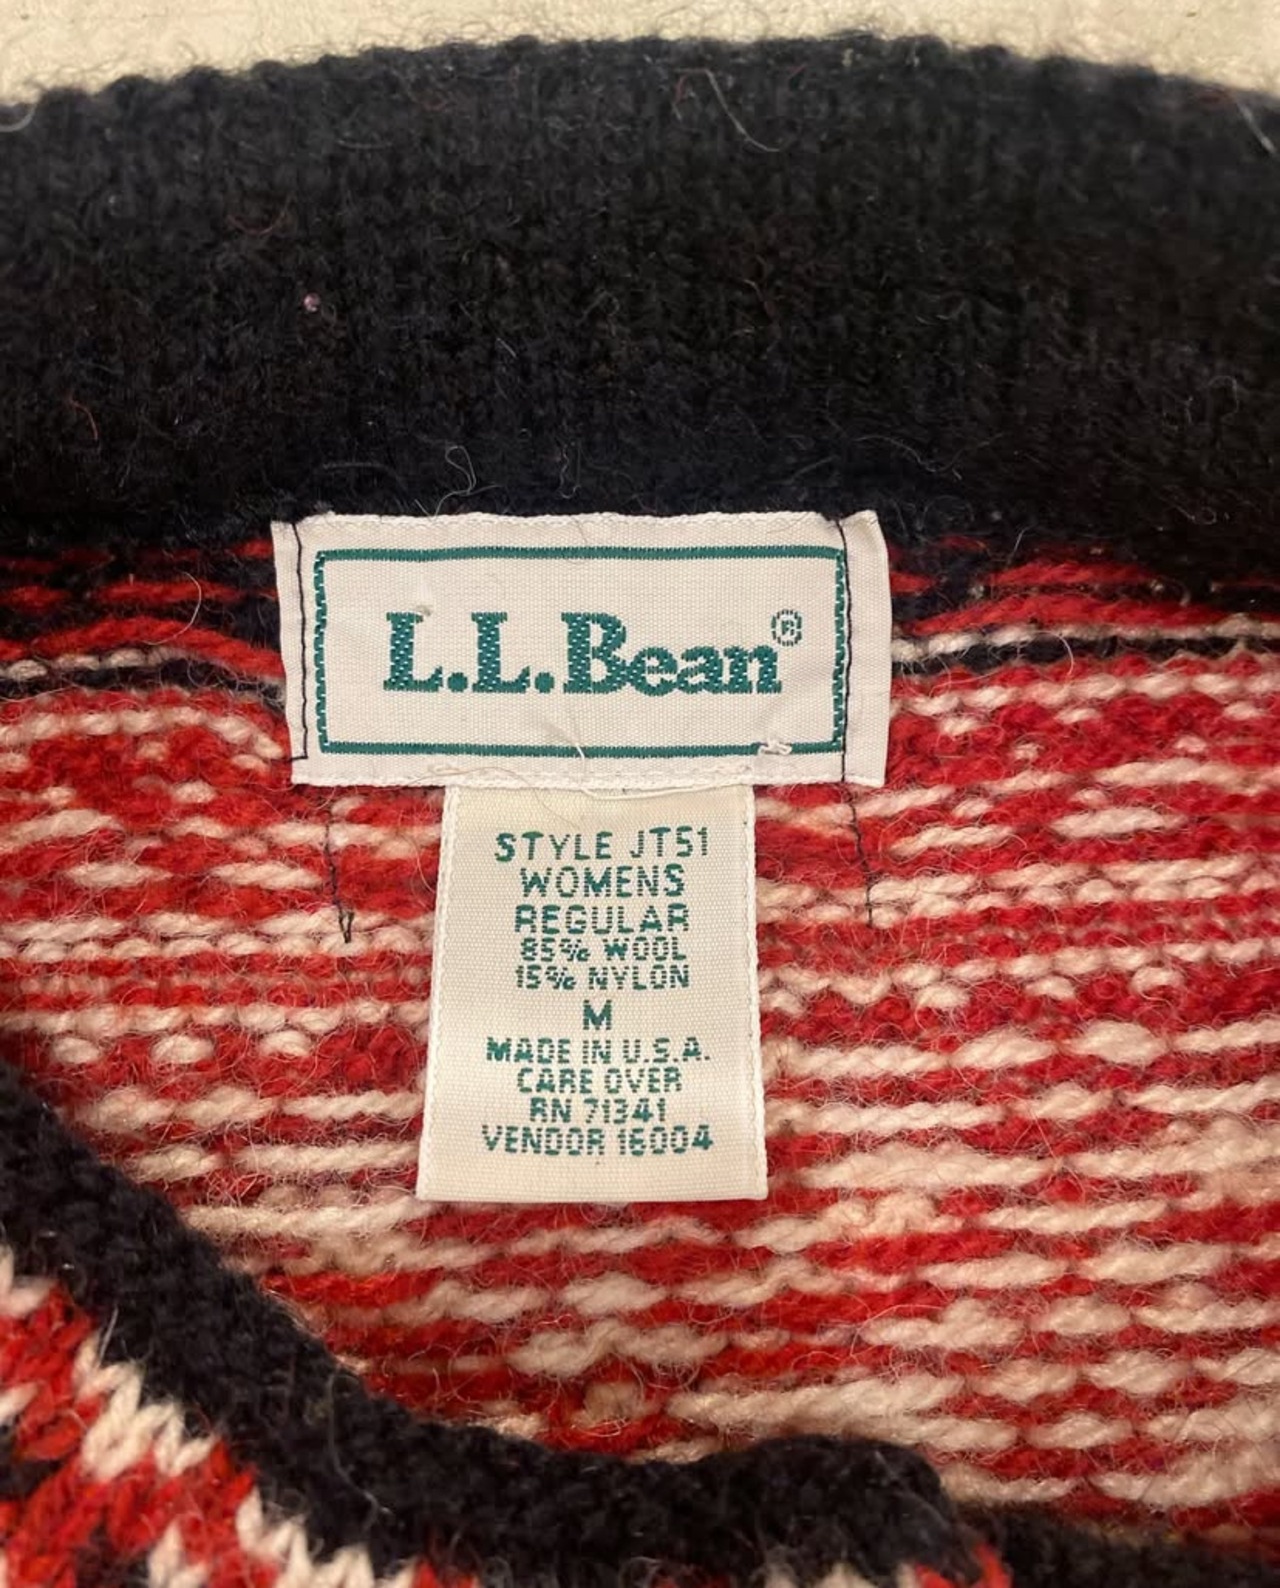 L.L.Bean®
STYLE JT51
WOMENS
REGULAR
85% WOOL
15% NYLON
M
MADE IN U.S.A.
CARE OVER
RN 71341
VENDOR 16004